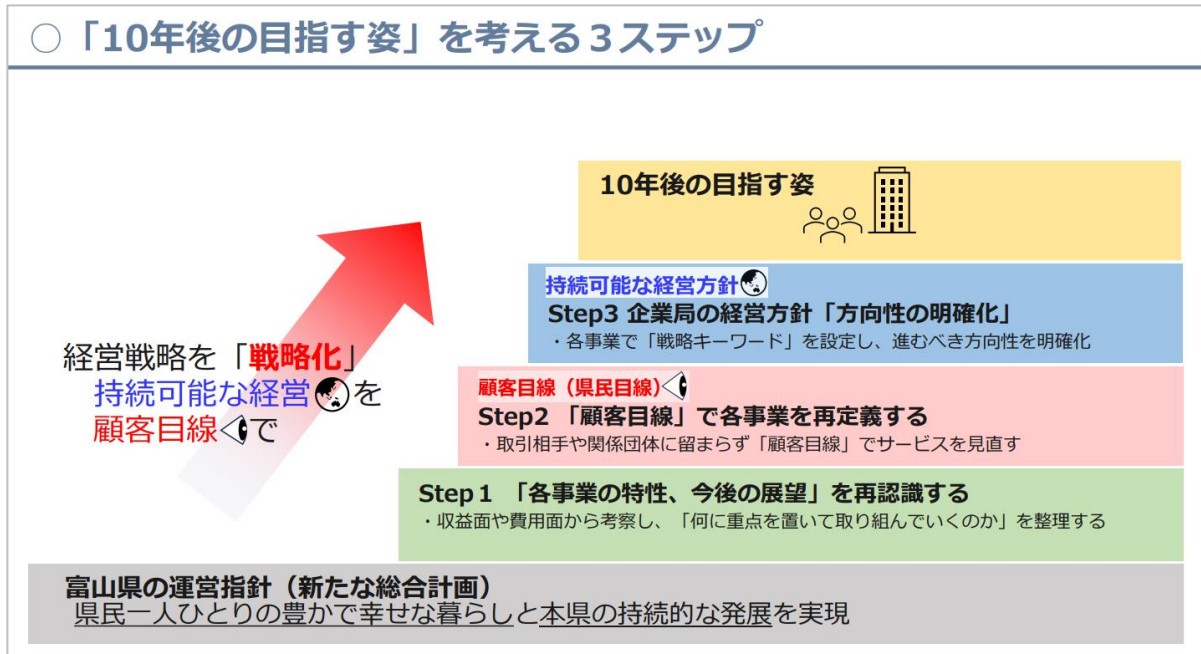 ○「10年後の目指す姿」を考える３ステップ
10年後の目指す姿
持続可能な経営方針
Step3 企業局の経営方針「方向性の明確化」
・各事業で「戦略キーワード」を設定し、進むべき方向性を明確化
経営戦略を「戦略化」
持続可能な経営を
顧客目線で
顧客目線（県民目線）
Step2 「顧客目線」で各事業を再定義する
・取引相手や関係団体に留まらず「顧客目線」でサービスを見直す
Step１ 「各事業の特性、今後の展望」を再認識する
・収益面や費用面から考察し、「何に重点を置いて取り組んでいくのか」を整理する
富山県の運営指針（新たな総合計画）
県民一人ひとりの豊かで幸せな暮らしと本県の持続的な発展を実現